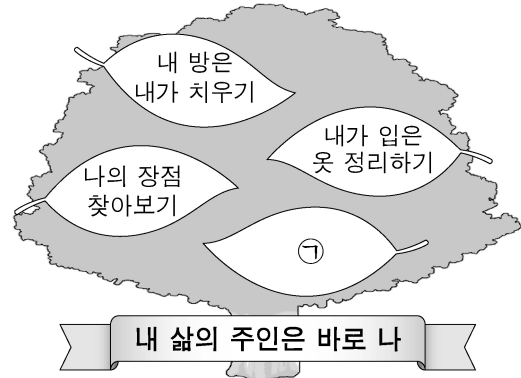 내 방은
내가 치우기
내가 입은
옷 정리하기
나의 장점
찾아보기
㉠
내 삶의 주인은 바로 나